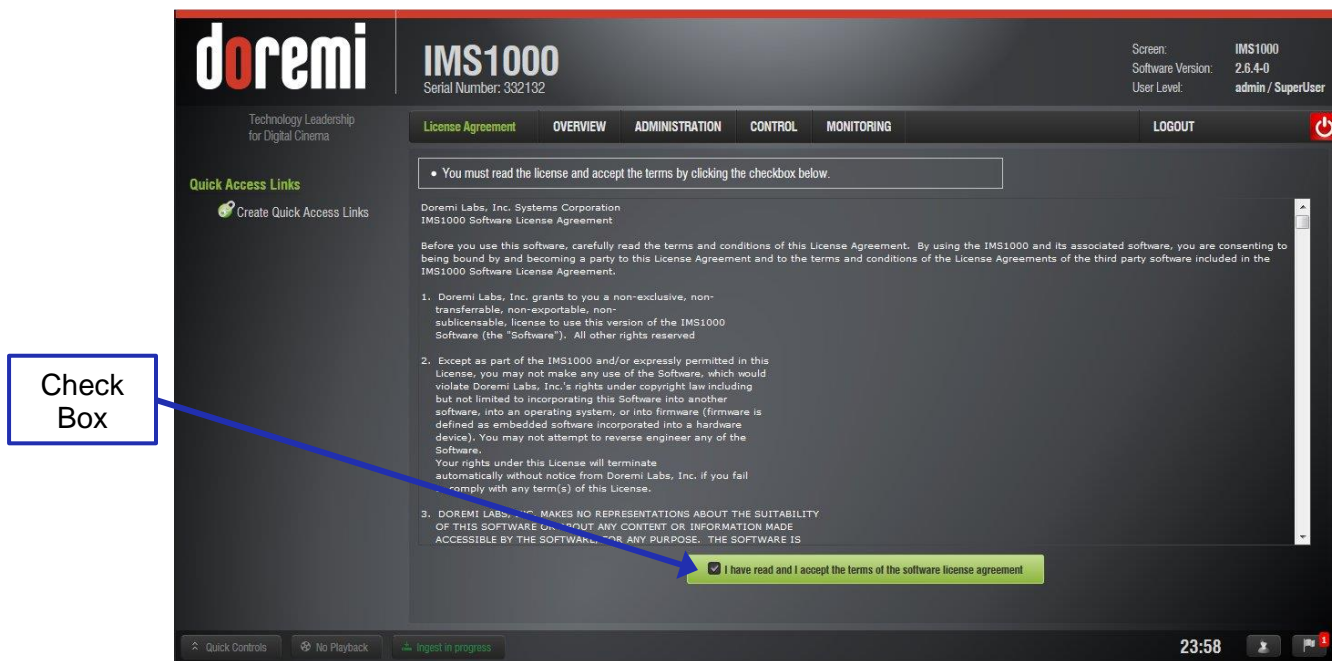 doremi
Technology Leadership
for Digital Cinema
IMS1000
Serial Number: 332132
Screen: IMS1000
Software Version: 2.6.4-0
User Level: admin / SuperUser
License Agreement OVERVIEW ADMINISTRATION CONTROL MONITORING LOGOUT
Quick Access Links
Create Quick Access Links
• You must read the license and accept the terms by clicking the checkbox below.
Doremi Labs, Inc. Systems Corporation
IMS1000 Software License Agreement
Before you use this software, carefully read the terms and conditions of this License Agreement. By using the IMS1000 and its associated software, you are consenting to
being bound by and becoming a party to this License Agreement and to the terms and conditions of the License Agreements of the third party software included in the
IMS1000 Software License Agreement.
1. Doremi Labs, Inc. grants to you a non-exclusive, non-
transferrable, non-exportable, non-
sublicensable, license to use this version of the IMS1000
Software (the "Software"). All other rights reserved
2. Except as part of the IMS1000 and/or expressly permitted in this
License, you may not make any use of the Software, which would
violate Doremi Labs, Inc.'s rights under copyright law including
but not limited to incorporating this Software into another
software, into an operating system, or into firmware (firmware is
defined as embedded software incorporated into a hardware
device). You may not attempt to reverse engineer any of the
Software.
Your rights under this License will terminate
automatically without notice from Doremi Labs, Inc. if you fail
comply with any term(s) of this License.
3. DOREMI LABS, INC. MAKES NO REPRESENTATIONS ABOUT THE SUITABILITY
OF THIS SOFTWARE OR ABOUT ANY CONTENT OR INFORMATION MADE
ACCESSIBLE BY THE SOFTWARE, FOR ANY PURPOSE. THE SOFTWARE IS
I have read and I accept the terms of the software license agreement
Check
Box
Quick Controls No Playback Ingest in progress 23:58 1